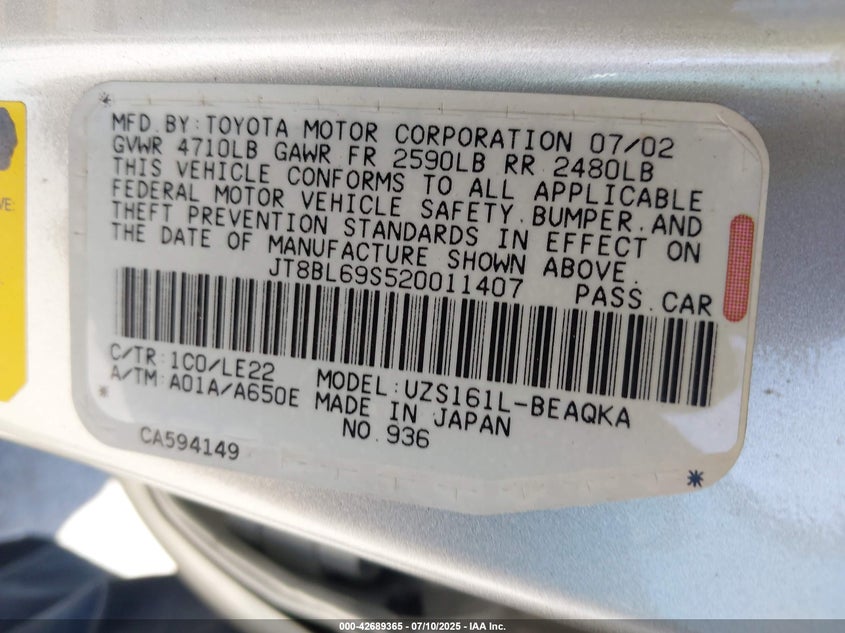 MFD. BY: TOYOTA MOTOR CORPORATION 07/02
GVWR 4710LB GAWR FR 2590LB RR 2480LB
THIS VEHICLE CONFORMS TO ALL APPLICABLE
FEDERAL MOTOR VEHICLE SAFETY, BUMPER, AND
THEFT PREVENTION STANDARDS IN EFFECT ON
THE DATE OF MANUFACTURE SHOWN ABOVE.
JT8BL69S520011407 PASS. CAR
C/TR: 1C0/LE22 MODEL: UZS161L-BEAQKA
A/TM: A01A/A650E MADE IN JAPAN
NO. 936
CA594149
VE:
000-42689365 - 07/10/2025 - IAA Inc.